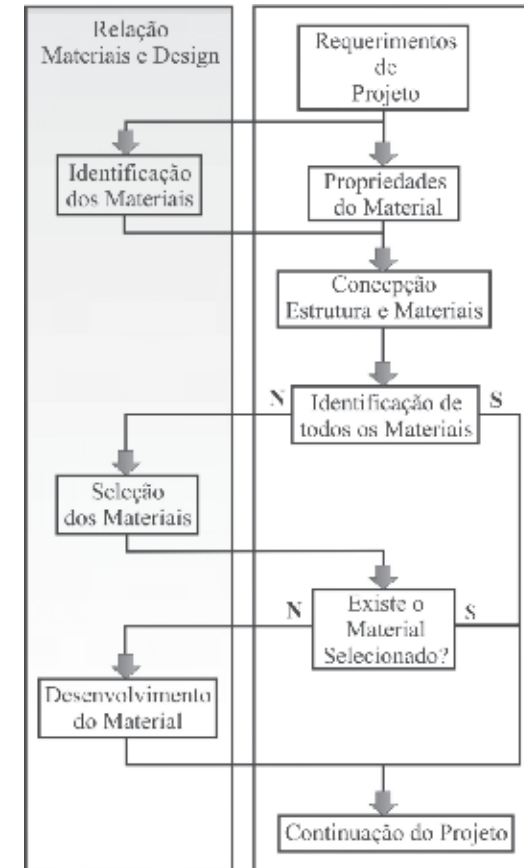 Relação
Materiais e Design
Requerimentos
de
Projeto
Identificação
dos Materiais
Propriedades
do Material
Concepção
Estrutura e Materiais
N
Identificação de
todos os Materiais
S
Seleção
dos Materiais
N
Existe o
Material
Selecionado?
S
Desenvolvimento
do Material
Continuação do Projeto